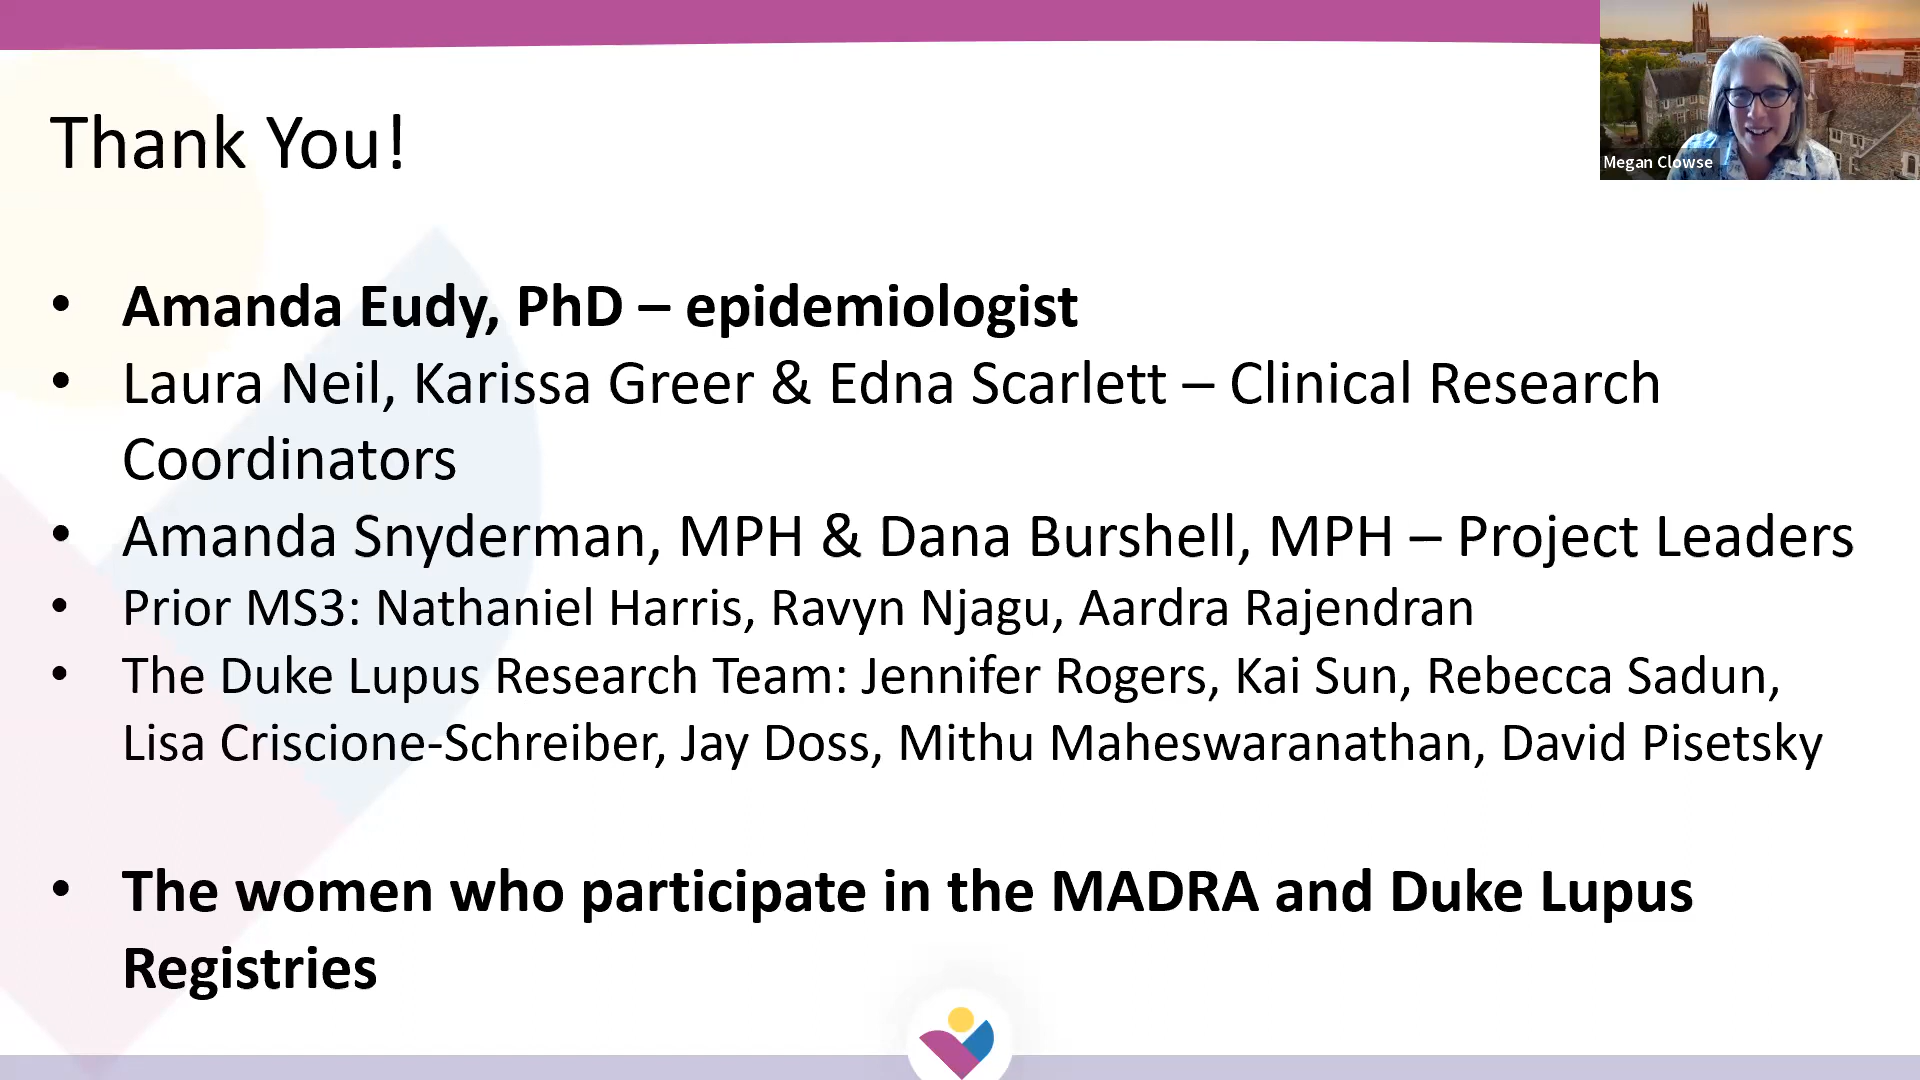 Thank You!
Megan Clowse
• Amanda Eudy, PhD – epidemiologist
• Laura Neil, Karissa Greer & Edna Scarlett – Clinical Research
Coordinators
• Amanda Snyderman, MPH & Dana Burshell, MPH – Project Leaders
• Prior MS3: Nathaniel Harris, Ravyn Njagu, Aardra Rajendran
• The Duke Lupus Research Team: Jennifer Rogers, Kai Sun, Rebecca Sadun,
Lisa Criscione-Schreiber, Jay Doss, Mithu Maheswaranathan, David Pisetsky
• The women who participate in the MADRA and Duke Lupus
Registries